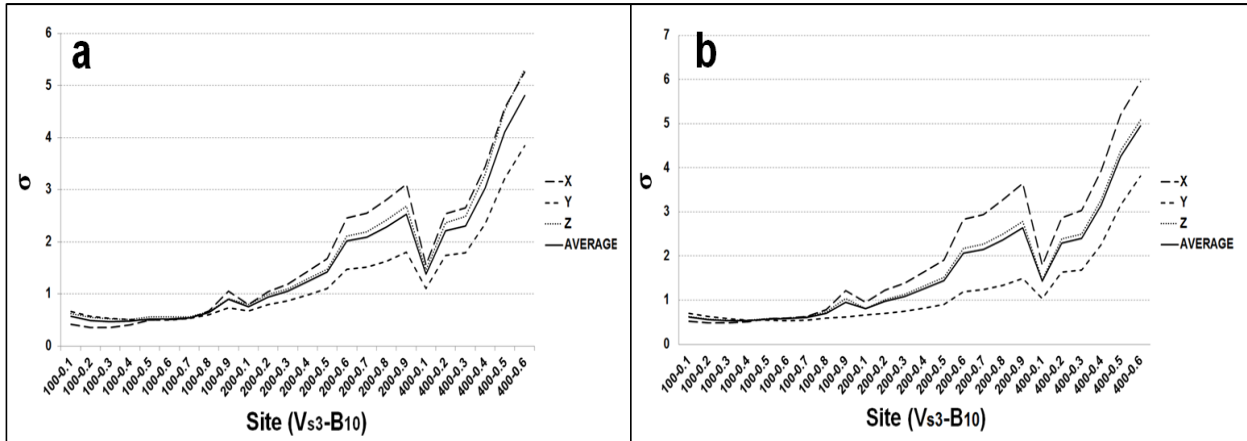 a
6
5
4
3
2
1
0
σ
100-0.1 100-0.2 100-0.3 100-0.4 100-0.5 100-0.6 100-0.7 100-0.8 100-0.9 200-0.1 200-0.2 200-0.3 200-0.4 200-0.5 200-0.6 200-0.7 200-0.8 200-0.9 400-0.1 400-0.2 400-0.3 400-0.4 400-0.5 400-0.6
Site (Vs3-B10)
X
Y
Z
AVERAGE
b
7
6
5
4
3
2
1
0
σ
100-0.1 100-0.2 100-0.3 100-0.4 100-0.5 100-0.6 100-0.7 100-0.8 100-0.9 200-0.1 200-0.2 200-0.3 200-0.4 200-0.5 200-0.6 200-0.7 200-0.8 200-0.9 400-0.1 400-0.2 400-0.3 400-0.4 400-0.5 400-0.6
Site (Vs3-B10)
X
Y
Z
AVERAGE